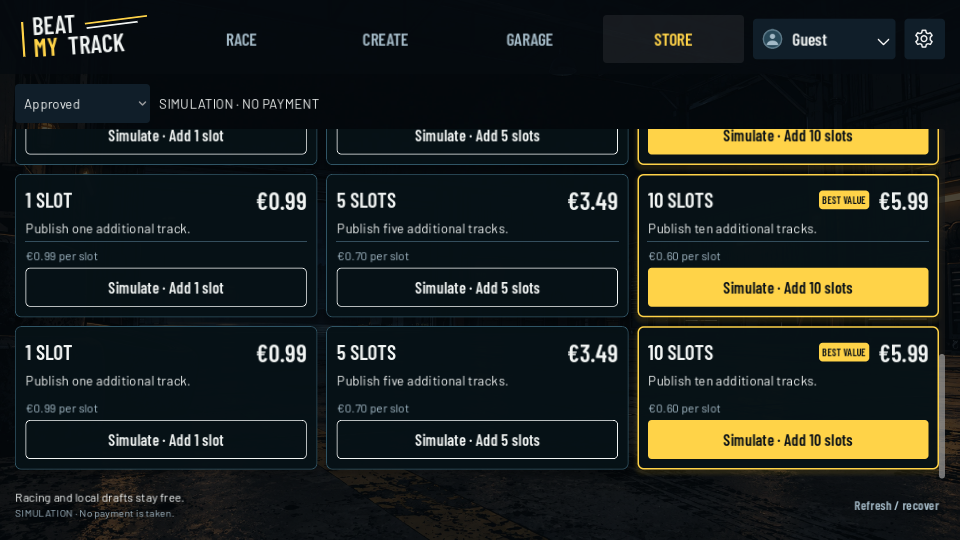 BEAT
MY TRACK
RACE
CREATE
GARAGE
STORE
Guest
Approved
SIMULATION · NO PAYMENT
Simulate · Add 1 slot
Simulate · Add 5 slots
Simulate · Add 10 slots
1 SLOT €0.99
Publish one additional track.
€0.99 per slot
Simulate · Add 1 slot
5 SLOTS €3.49
Publish five additional tracks.
€0.70 per slot
Simulate · Add 5 slots
10 SLOTS BEST VALUE €5.99
Publish ten additional tracks.
€0.60 per slot
Simulate · Add 10 slots
1 SLOT €0.99
Publish one additional track.
€0.99 per slot
Simulate · Add 1 slot
5 SLOTS €3.49
Publish five additional tracks.
€0.70 per slot
Simulate · Add 5 slots
10 SLOTS BEST VALUE €5.99
Publish ten additional tracks.
€0.60 per slot
Simulate · Add 10 slots
Racing and local drafts stay free.
SIMULATION · No payment is taken.
Refresh / recover